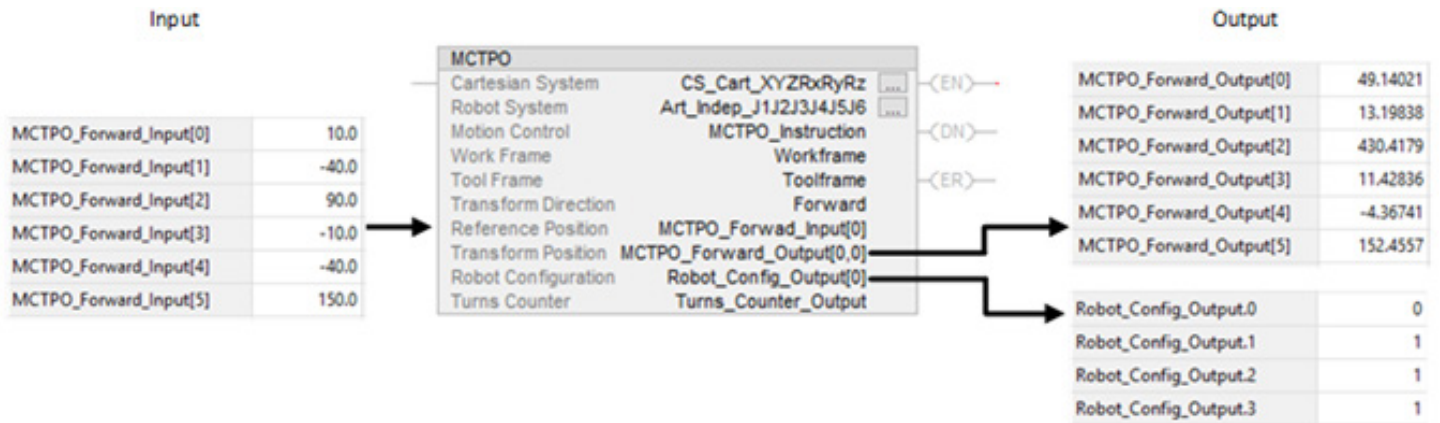 Input
Output
MCTPO
Cartesian System CS_Cart_XYZRxRyRz ... (EN)
Robot System Art_Indep_J1J2J3J4J5J6 ...
Motion Control MCTPO_Instruction (DN)
Work Frame Workframe
Tool Frame Toolframe (ER)
Transform Direction Forward
Reference Position MCTPO_Forwad_Input[0]
Transform Position MCTPO_Forward_Output[0,0]
Robot Configuration Robot_Config_Output[0]
Turns Counter Turns_Counter_Output
MCTPO_Forward_Input[0] 10.0
MCTPO_Forward_Input[1] -40.0
MCTPO_Forward_Input[2] 90.0
MCTPO_Forward_Input[3] -10.0
MCTPO_Forward_Input[4] -40.0
MCTPO_Forward_Input[5] 150.0
MCTPO_Forward_Output[0] 49.14021
MCTPO_Forward_Output[1] 13.19838
MCTPO_Forward_Output[2] 430.4179
MCTPO_Forward_Output[3] 11.42836
MCTPO_Forward_Output[4] -4.36741
MCTPO_Forward_Output[5] 152.4557
Robot_Config_Output.0 0
Robot_Config_Output.1 1
Robot_Config_Output.2 1
Robot_Config_Output.3 1